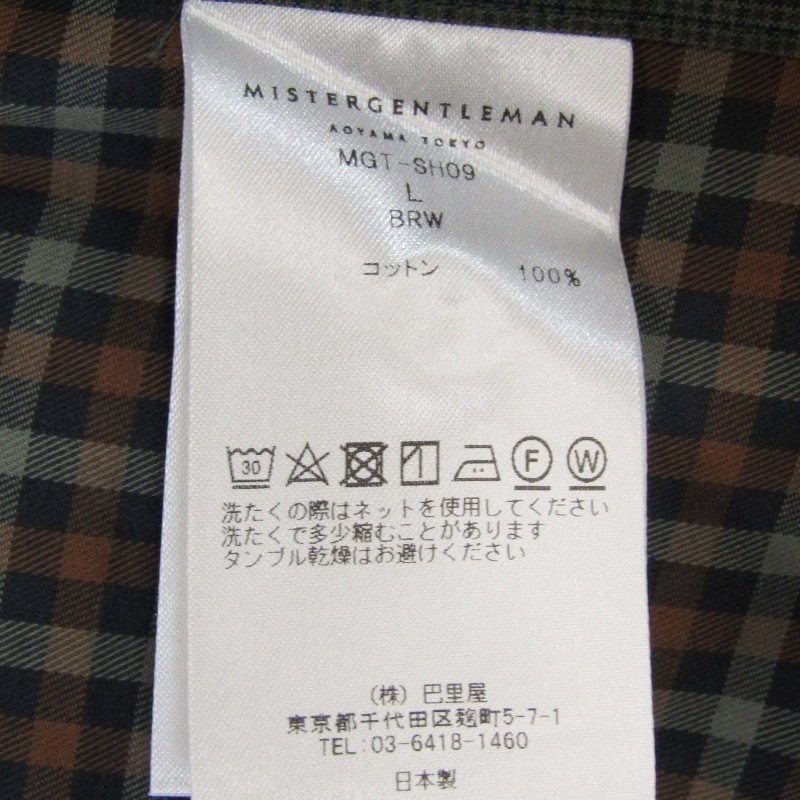 MISTERGENTLEMAN
AOYAMA TOKYO
MGT-SH09
L
BRW
コットン 100%
30 F W
洗たくの際はネットを使用してください
洗たくで多少縮むことがあります
タンブル乾燥はお避けください
(株) 巴里屋
東京都千代田区麹町5-7-1
TEL:03-6418-1460
日本製